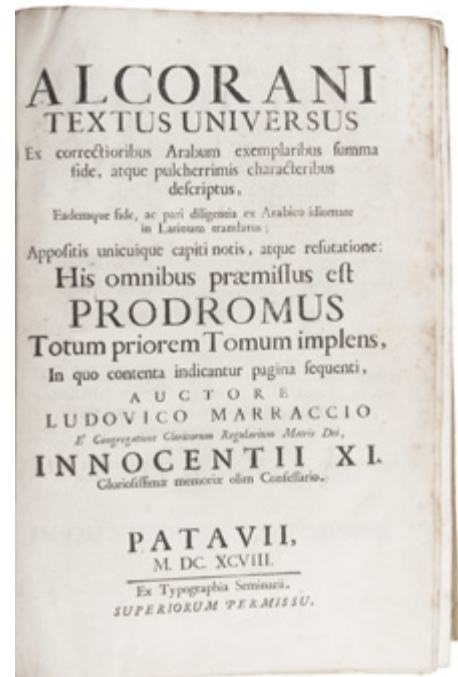 ALCORANI
TEXTUS UNIVERSUS
Ex correctioribus Arabum exemplaribus ſumma
fide, atque pulcherrimis characteribus
deſcriptus,
Eademque fide, ac pari diligentia ex Arabico idiomate
in Latinum translatus;
Appoſitis unicuique capiti notis, atque refutatione:
His omnibus præmiſſus eſt
PRODROMUS
Totum priorem Tomum implens,
In quo contenta indicantur pagina ſequenti,
AUCTORE
LUDOVICO MARRACCIO
E' Congregatione Clericorum Regularium Matris Dei,
INNOCENTII XI.
Glorioſiſſimæ memoriæ olim Confeſſario.
PATAVII,
M. DC. XCVIII.
Ex Typographia Seminarii.
SUPERIORUM PERMISSU.